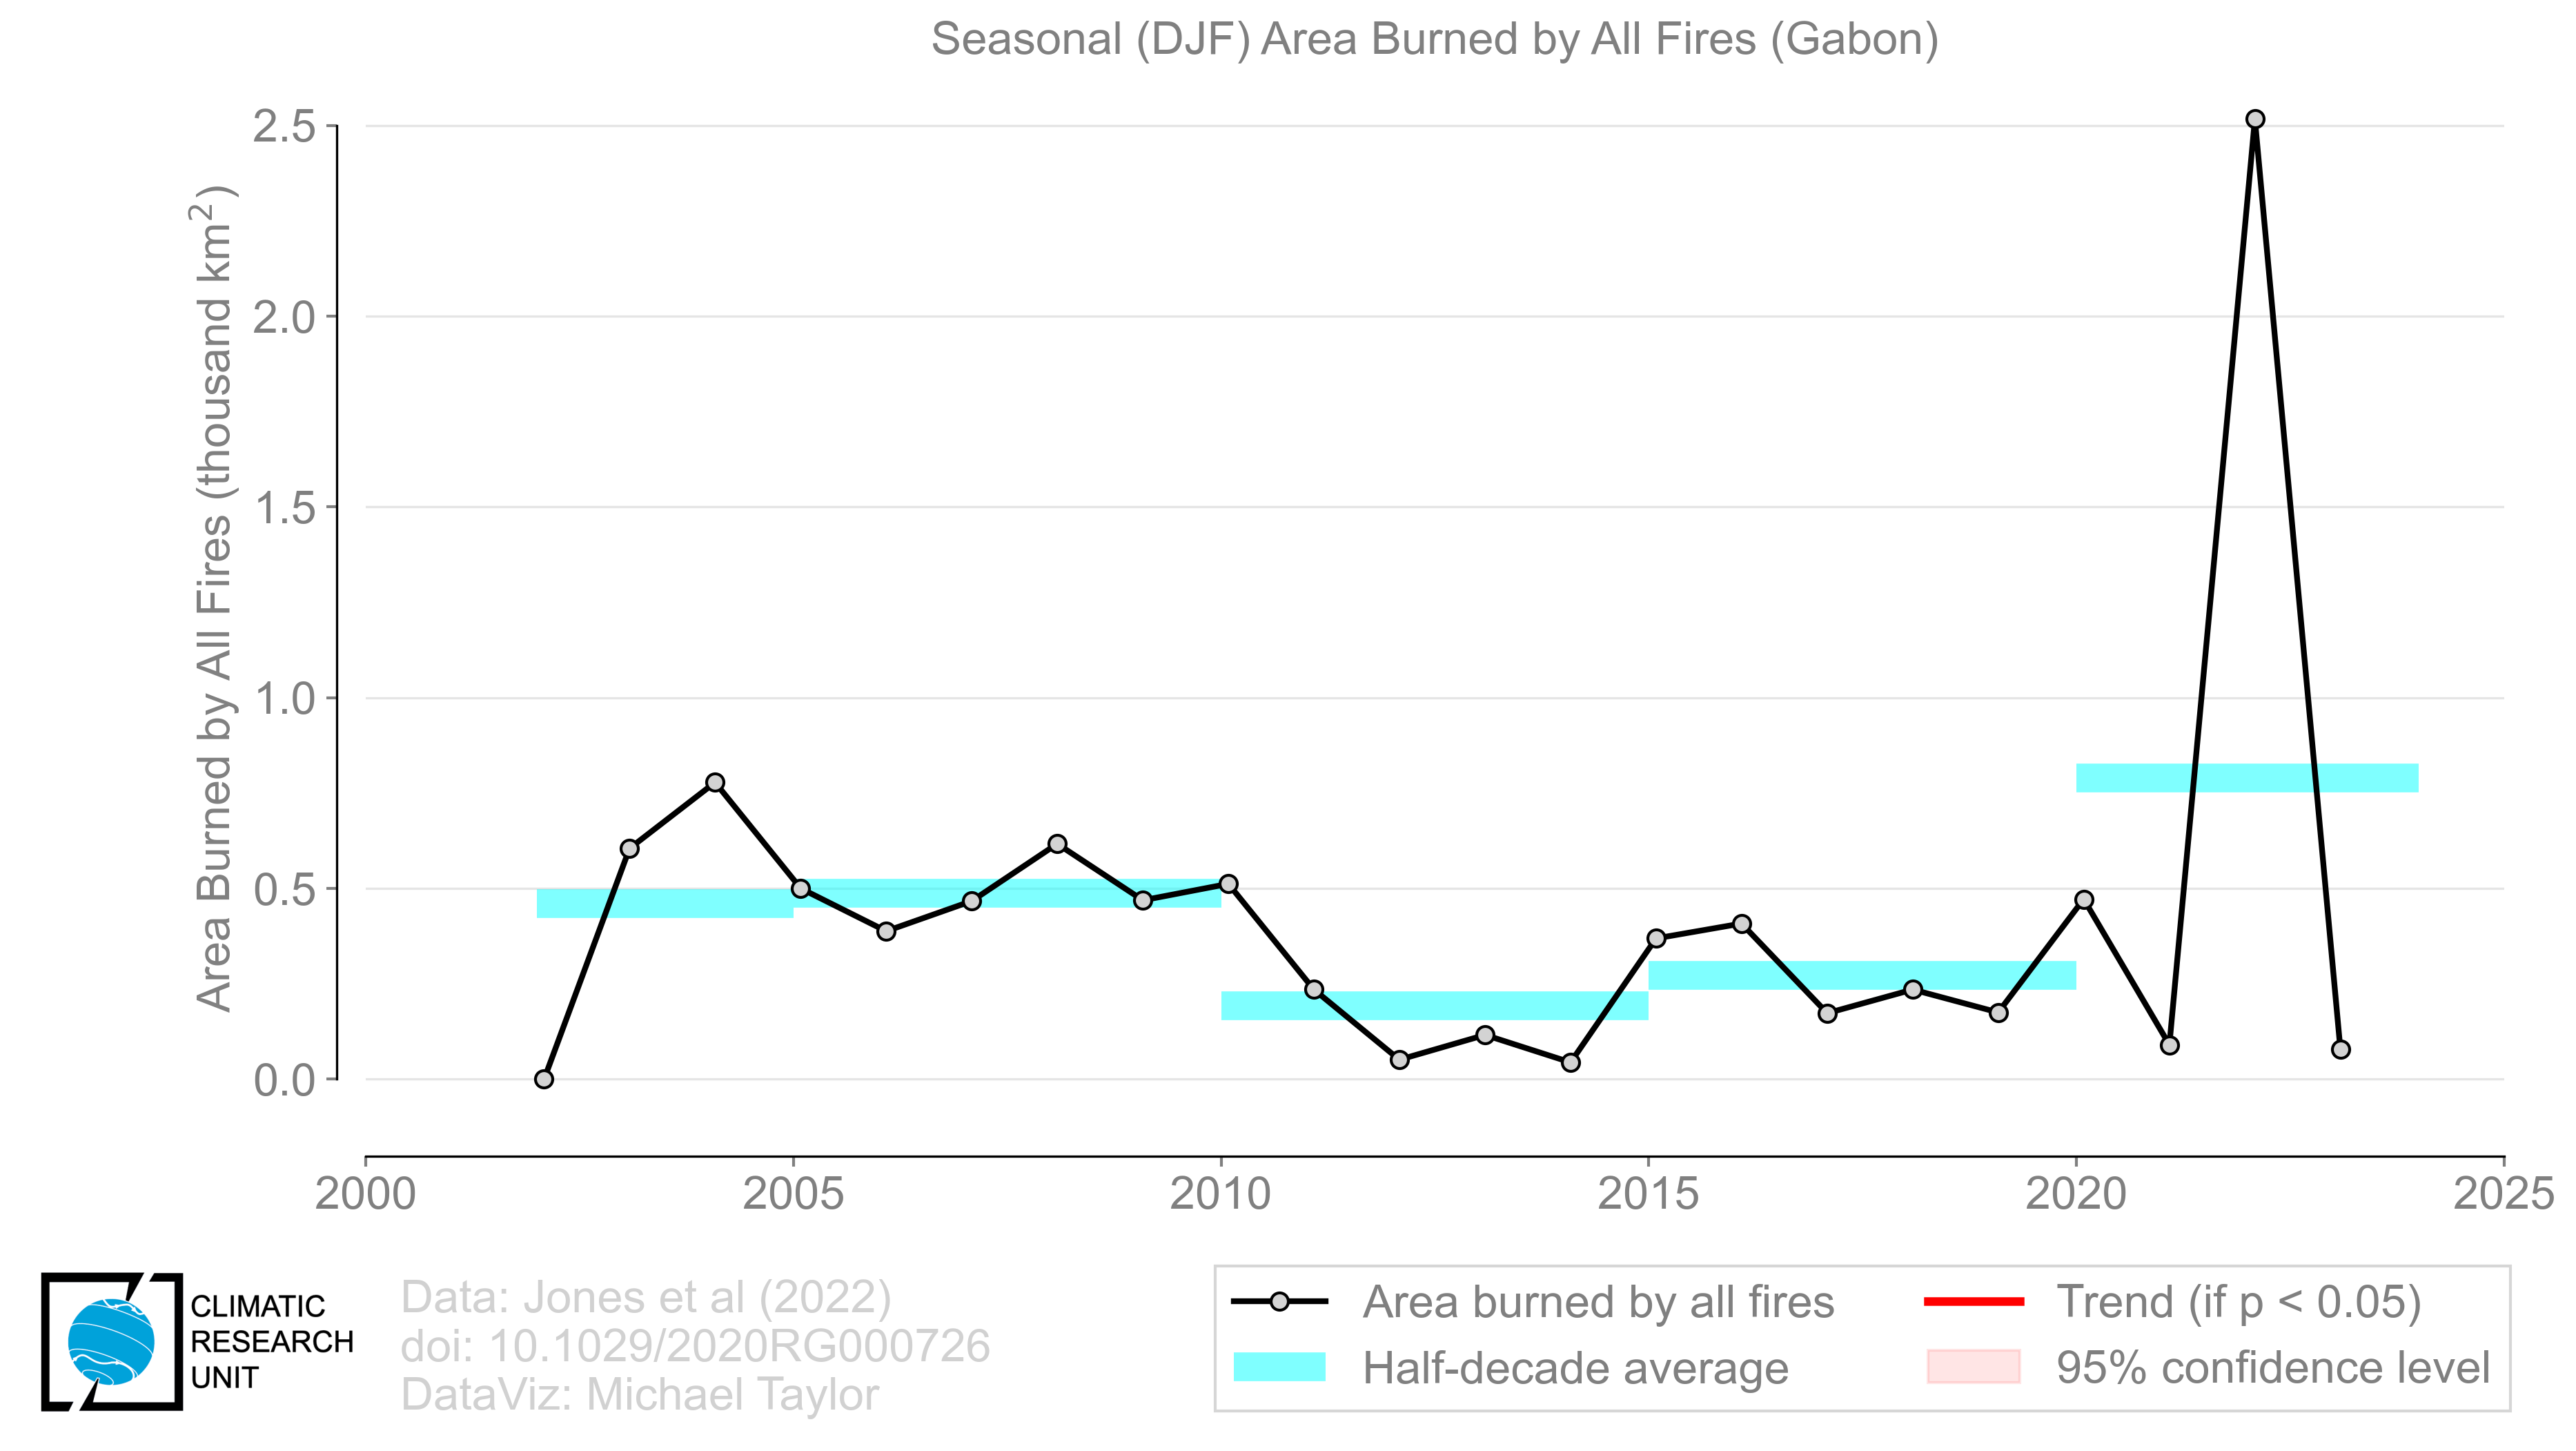 Seasonal (DJF) Area Burned by All Fires (Gabon)
Area Burned by All Fires (thousand km²)
2.5
2.0
1.5
1.0
0.5
0.0
2000 2005 2010 2015 2020 2025
CLIMATIC
RESEARCH
UNIT
Data: Jones et al (2022)
doi: 10.1029/2020RG000726
DataViz: Michael Taylor
Area burned by all fires
Half-decade average
Trend (if p < 0.05)
95% confidence level